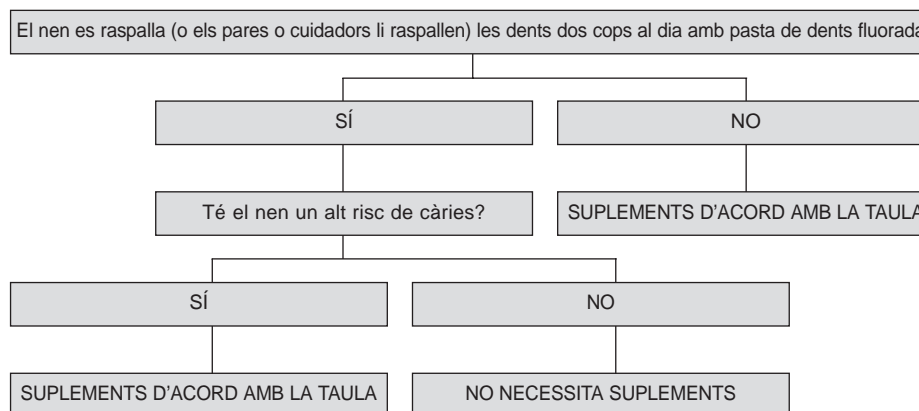 El nen es raspalla (o els pares o cuidadors li raspallen) les dents dos cops al dia amb pasta de dents fluorada
SÍ
NO
Té el nen un alt risc de càries?
SUPLEMENTS D'ACORD AMB LA TAULA
SÍ
NO
SUPLEMENTS D'ACORD AMB LA TAULA
NO NECESSITA SUPLEMENTS